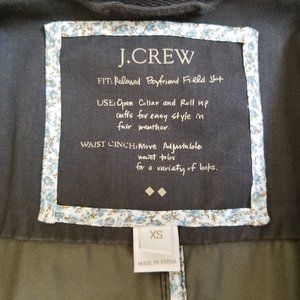 J.CREW
FIT: Relaxed Boyfriend Field Jkt
USE: Open Collar and Roll up
cuffs for easy style in
fair weather.
WAIST CINCH: Move Adjustable
waist tabs
for a variety of looks.
XS
MADE IN CHINA